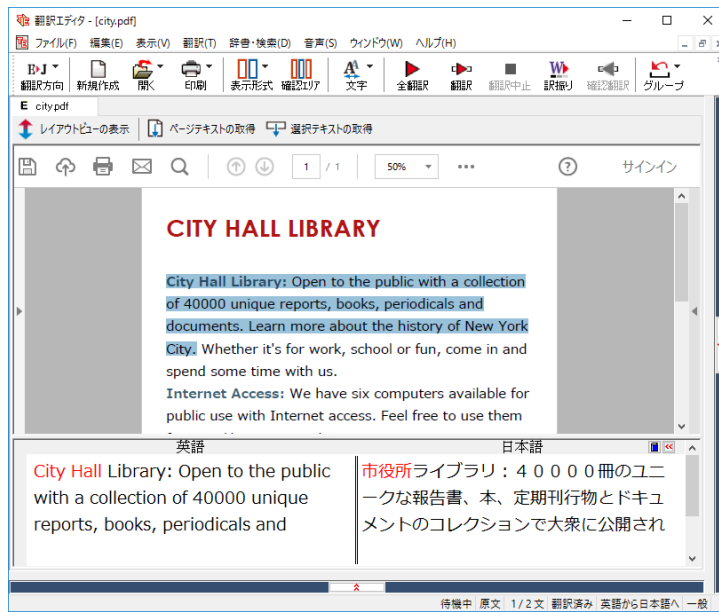 翻訳エディタ - [city.pdf]
ファイル(F) 編集(E) 表示(V) 翻訳(T) 辞書・検索(D) 音声(S) ウィンドウ(W) ヘルプ(H)
E▸J
翻訳方向 新規作成 開く 印刷 表示形式 確認エリア 文字 全翻訳 翻訳 翻訳中止 訳振り 確認翻訳 グループ
E city.pdf
レイアウトビューの表示 ページテキストの取得 選択テキストの取得
1 / 1 50% サインイン
CITY HALL LIBRARY
City Hall Library: Open to the public with a collection
of 40000 unique reports, books, periodicals and
documents. Learn more about the history of New York
City. Whether it's for work, school or fun, come in and
spend some time with us.
Internet Access: We have six computers available for
public use with Internet access. Feel free to use them
英語
City Hall Library: Open to the public
with a collection of 40000 unique
reports, books, periodicals and
日本語
市役所ライブラリ：４００００冊のユニ
ークな報告書、本、定期刊行物とドキュ
メントのコレクションで大衆に公開され
待機中 原文 1/2文 翻訳済み 英語から日本語へ 一般